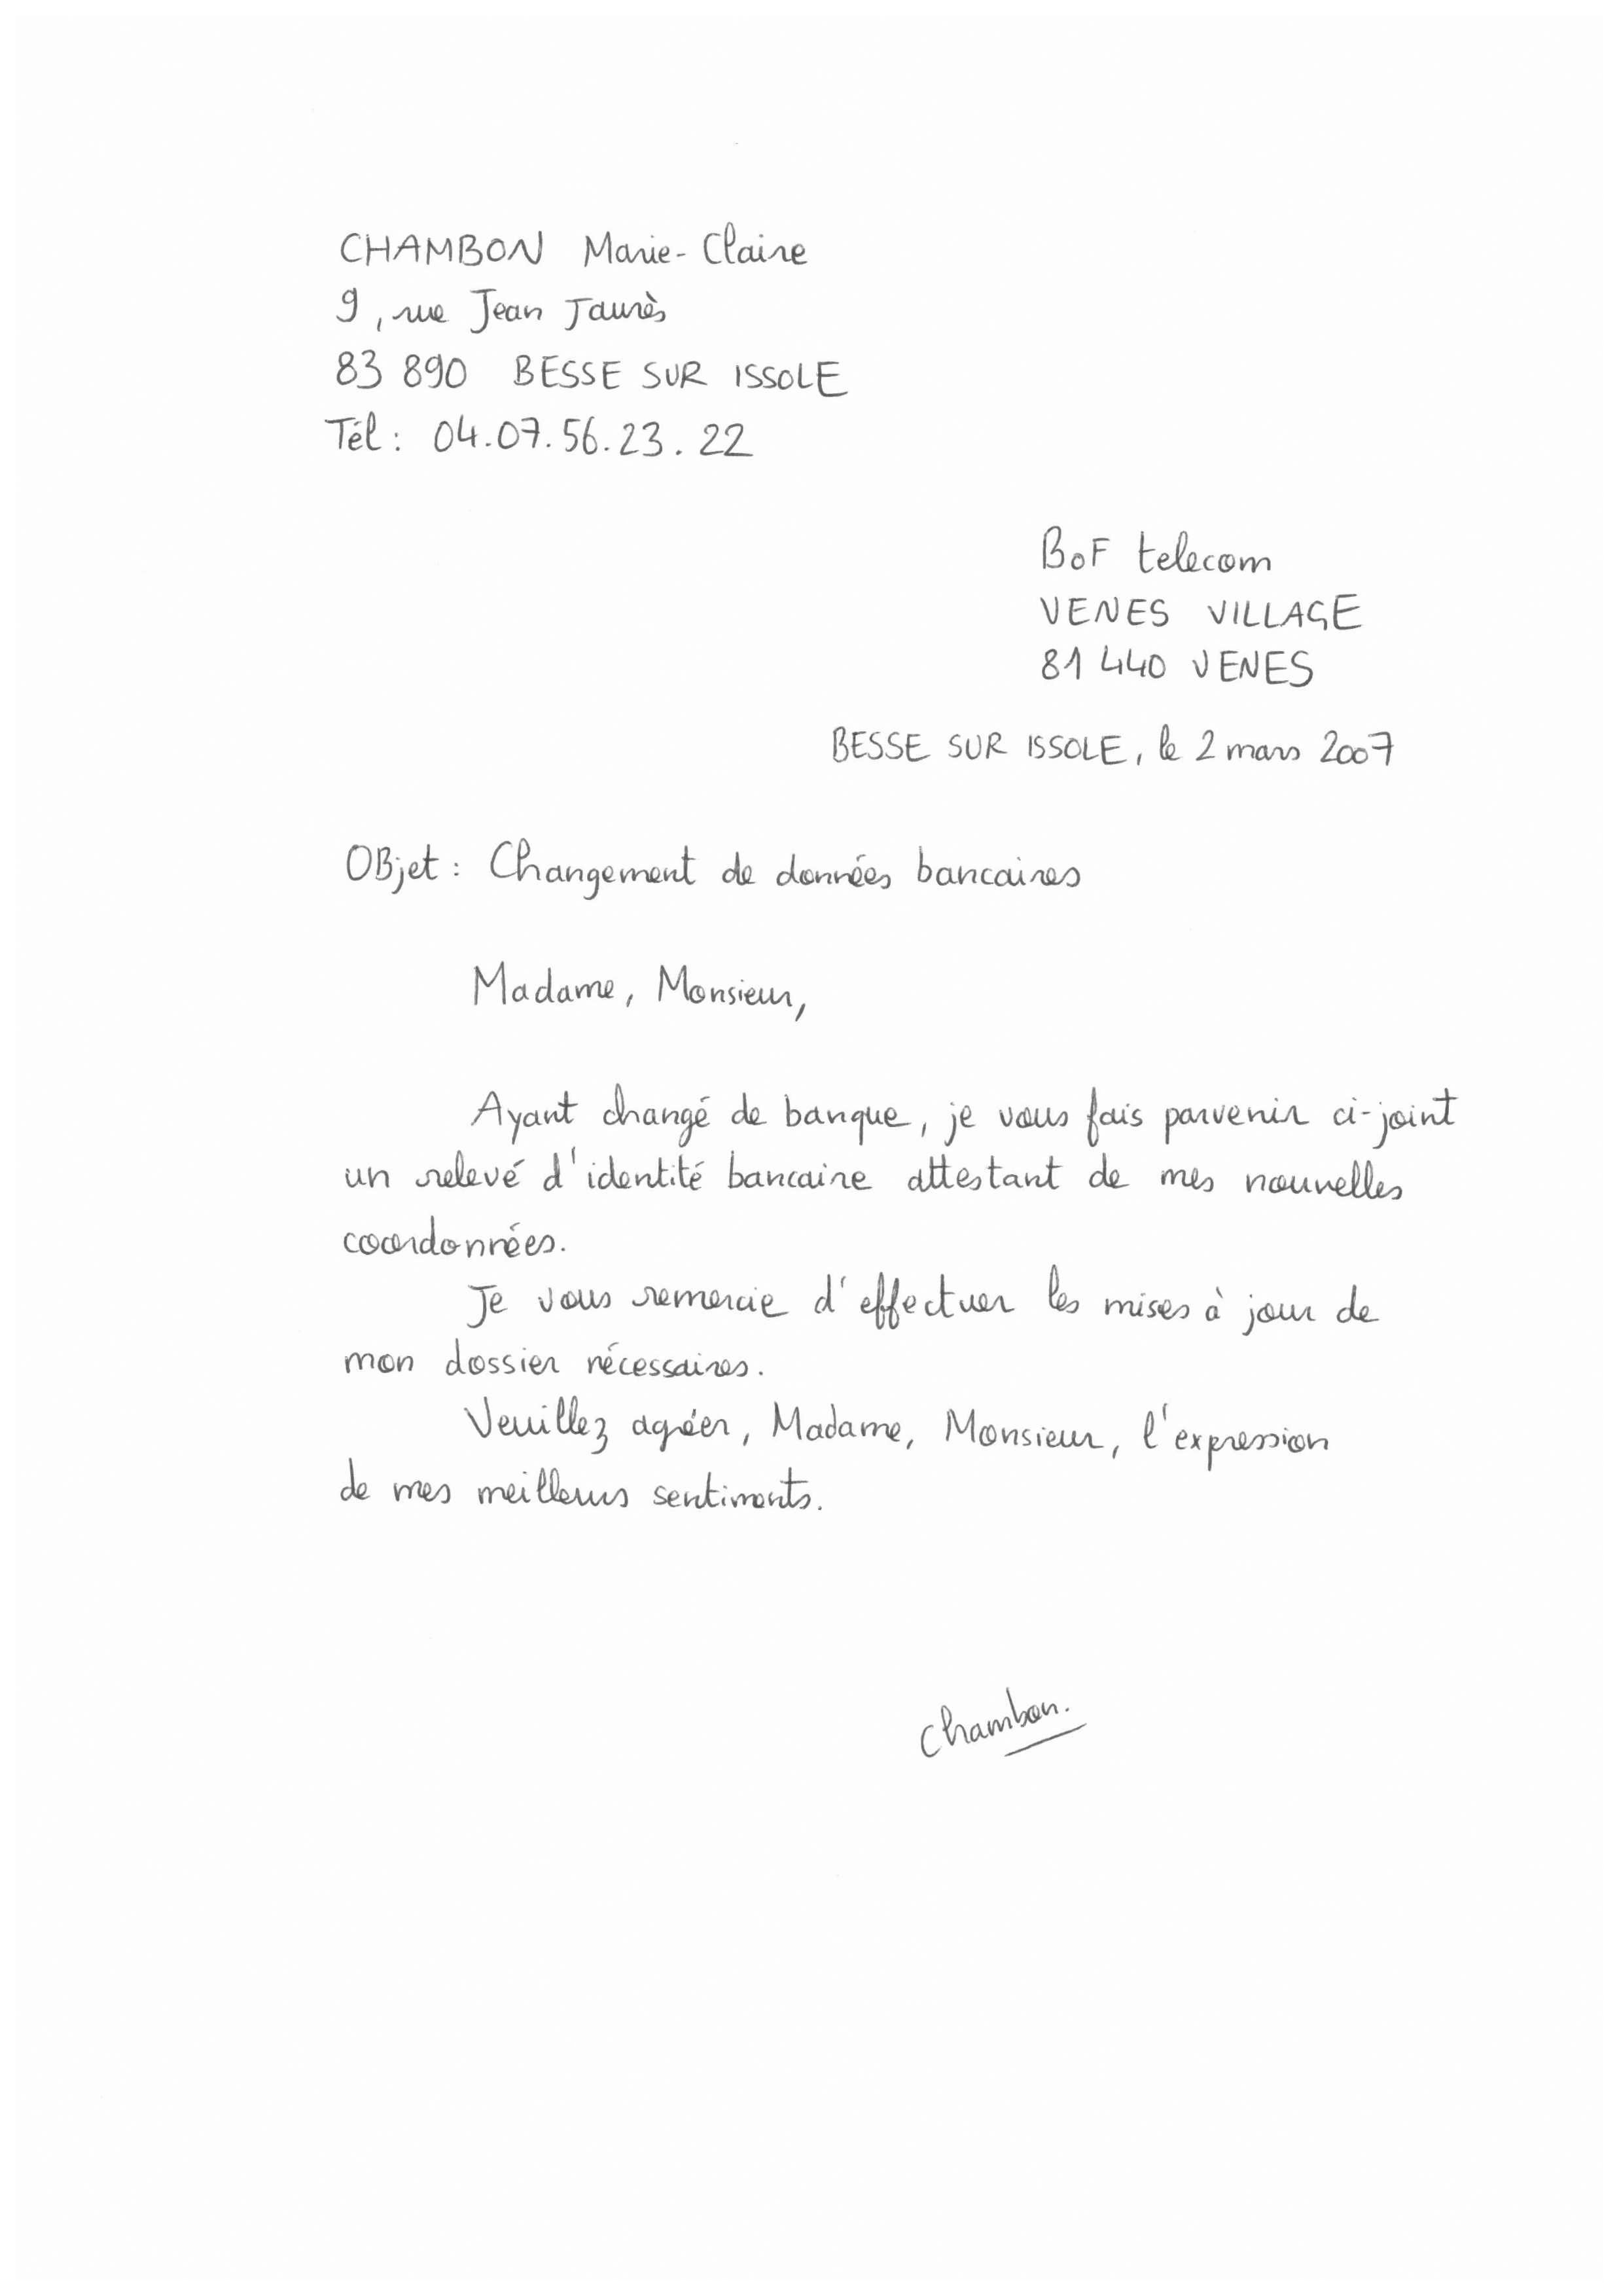 CHAMBON Marie-Claire
9, rue Jean Jaurès
83 890 BESSE SUR ISSOLE
Tél : 04.07.56.23.22
BoF telecom
VENES VILLAGE
81 440 VENES
BESSE SUR ISSOLE, le 2 mars 2007
OBjet : Changement de données bancaires
Madame, Monsieur,
Ayant changé de banque, je vous fais parvenir ci-joint
un relevé d'identité bancaire attestant de mes nouvelles
coordonnées.
Je vous remercie d'effectuer les mises à jour de
mon dossier nécessaires.
Veuillez agréer, Madame, Monsieur, l'expression
de mes meilleurs sentiments.
Chambon.